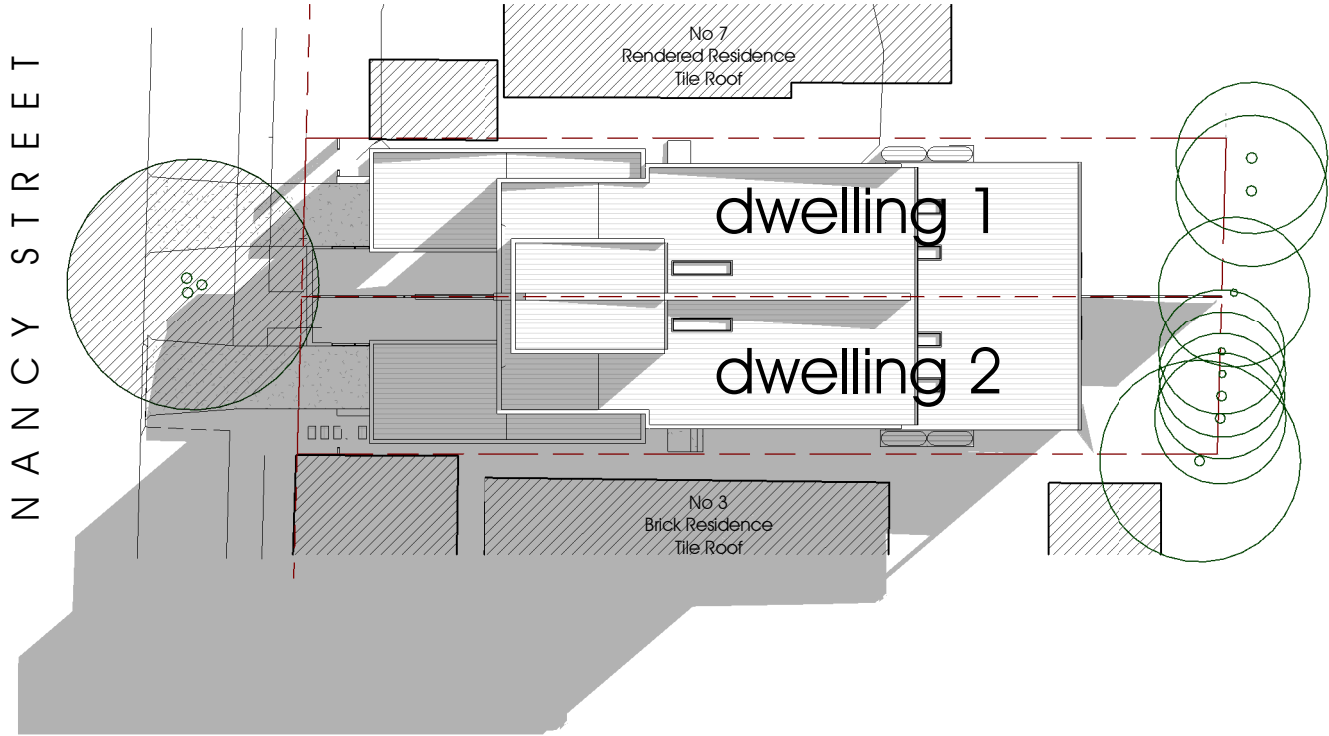 NANCY STREET
No 7
Rendered Residence
Tile Roof
dwelling 1
dwelling 2
No 3
Brick Residence
Tile Roof